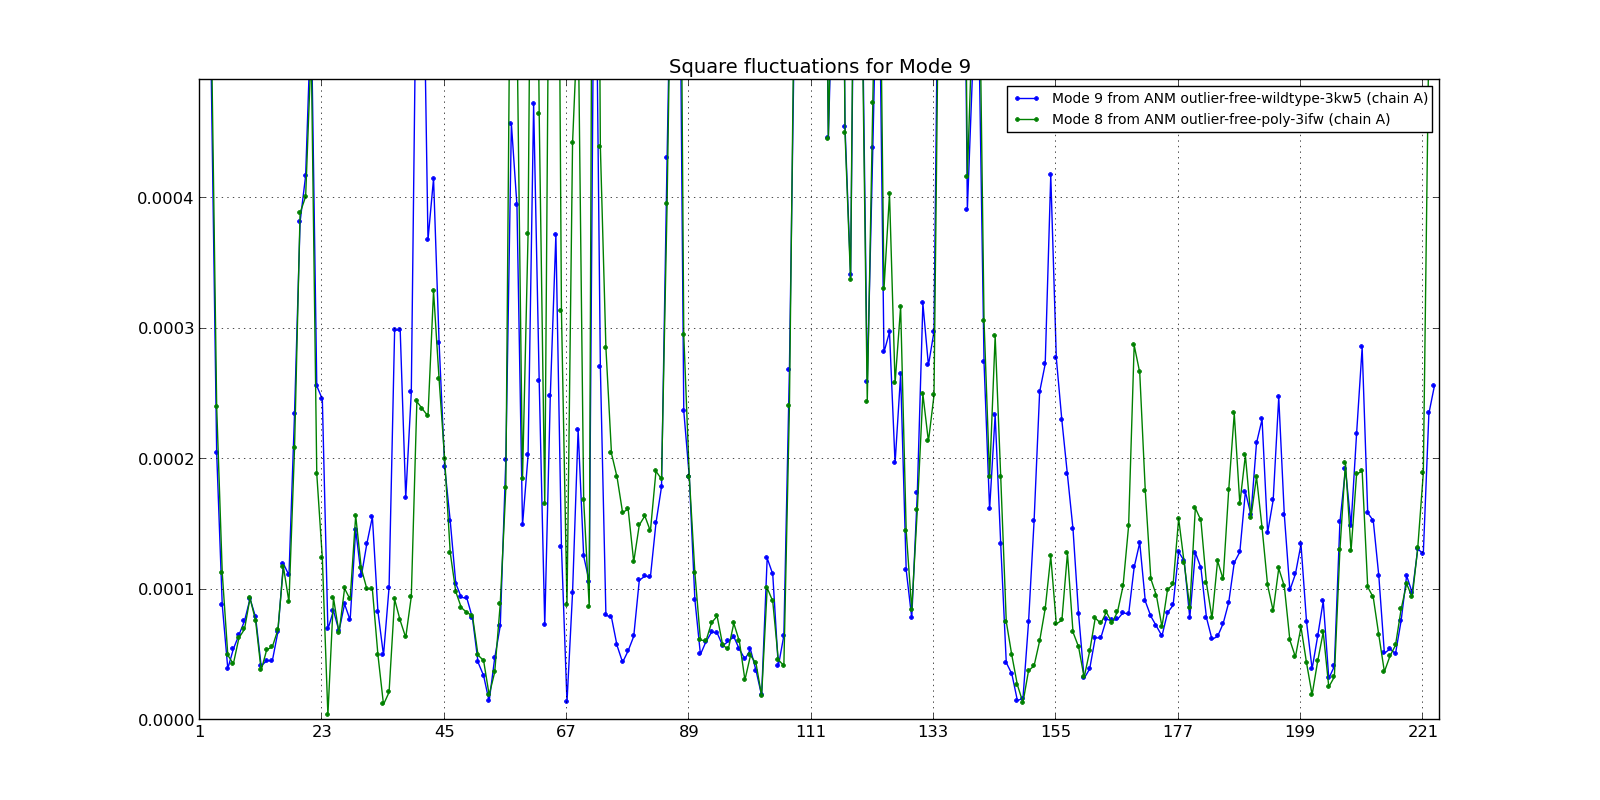 Square fluctuations for Mode 9
Mode 9 from ANM outlier-free-wildtype-3kw5 (chain A)
Mode 8 from ANM outlier-free-poly-3ifw (chain A)
0.0004
0.0003
0.0002
0.0001
0.0000
1 23 45 67 89 111 133 155 177 199 221